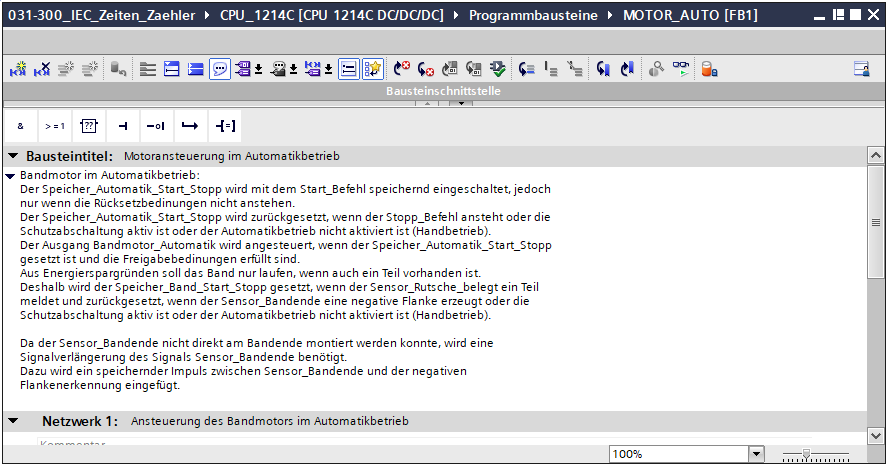 031-300_IEC_Zeiten_Zaehler CPU_1214C [CPU 1214C DC/DC/DC] Programmbausteine MOTOR_AUTO [FB1]
Bausteinschnittstelle
& >=1 ?? -o| -[=]
Bausteintitel: Motoransteuerung im Automatikbetrieb
Bandmotor im Automatikbetrieb:
Der Speicher_Automatik_Start_Stopp wird mit dem Start_Befehl speichernd eingeschaltet, jedoch
nur wenn die Rücksetzbedinungen nicht anstehen.
Der Speicher_Automatik_Start_Stopp wird zurückgesetzt, wenn der Stopp_Befehl ansteht oder die
Schutzabschaltung aktiv ist oder der Automatikbetrieb nicht aktiviert ist (Handbetrieb).
Der Ausgang Bandmotor_Automatik wird angesteuert, wenn der Speicher_Automatik_Start_Stopp
gesetzt ist und die Freigabebedinungen erfüllt sind.
Aus Energierspargründen soll das Band nur laufen, wenn auch ein Teil vorhanden ist.
Deshalb wird der Speicher_Band_Start_Stopp gesetzt, wenn der Sensor_Rutsche_belegt ein Teil
meldet und zurückgesetzt, wenn der Sensor_Bandende eine negative Flanke erzeugt oder die
Schutzabschaltung aktiv ist oder der Automatikbetrieb nicht aktiviert ist (Handbetrieb).
Da der Sensor_Bandende nicht direkt am Bandende montiert werden konnte, wird eine
Signalverlängerung des Signals Sensor_Bandende benötigt.
Dazu wird ein speichernder Impuls zwischen Sensor_Bandende und der negativen
Flankenerkennung eingefügt.
Netzwerk 1: Ansteuerung des Bandmotors im Automatikbetrieb
Kommentar
100%